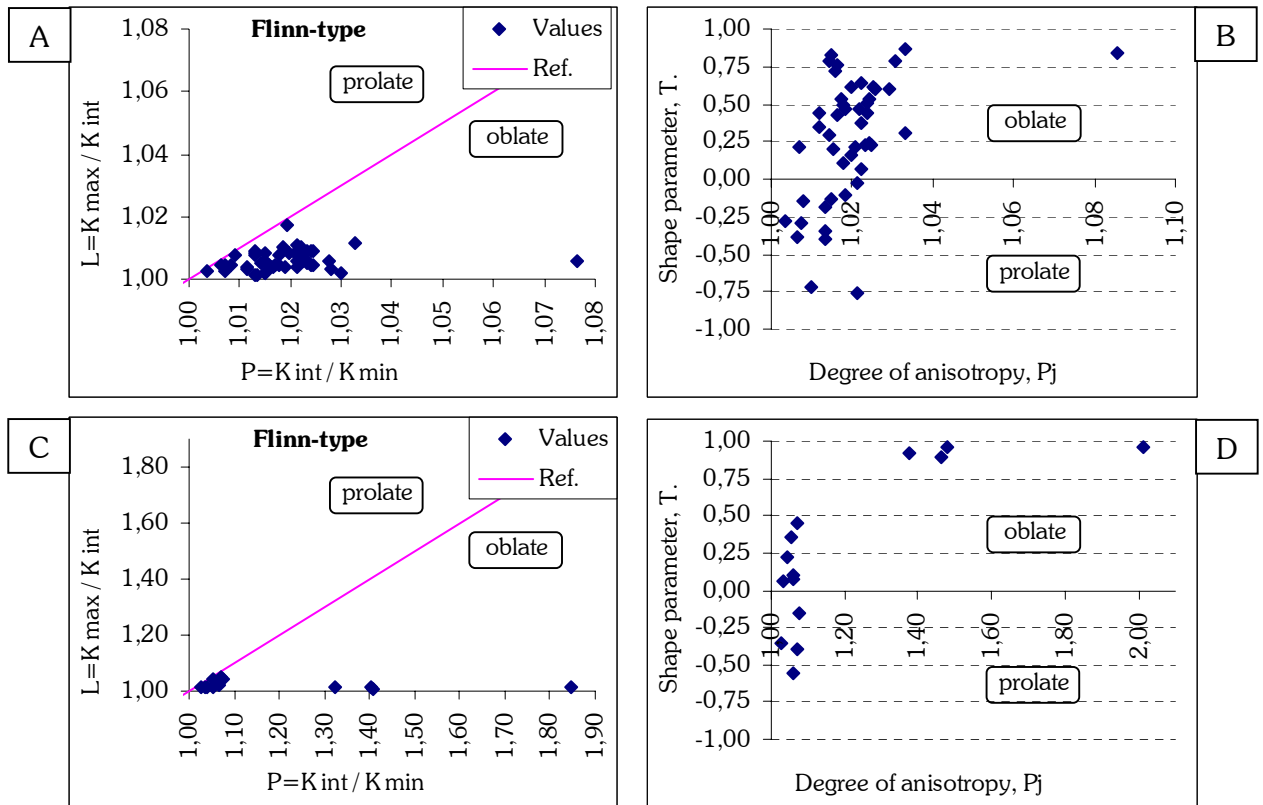 A
Flinn-type
Values
Ref.
prolate
oblate
L=K max / K int
1,08
1,06
1,04
1,02
1,00
1,00
1,01
1,02
1,03
1,04
1,05
1,06
1,07
1,08
P=K int / K min
B
Shape parameter, T.
1,00
0,75
0,50
0,25
0,00
-0,25
-0,50
-0,75
-1,00
oblate
prolate
1,00
1,02
1,04
1,06
1,08
1,10
Degree of anisotropy, Pj
C
Flinn-type
Values
Ref.
prolate
oblate
L=K max / K int
1,80
1,60
1,40
1,20
1,00
1,00
1,10
1,20
1,30
1,40
1,50
1,60
1,70
1,80
1,90
P=K int / K min
D
Shape parameter, T.
1,00
0,75
0,50
0,25
0,00
-0,25
-0,50
-0,75
-1,00
oblate
prolate
1,00
1,20
1,40
1,60
1,80
2,00
Degree of anisotropy, Pj